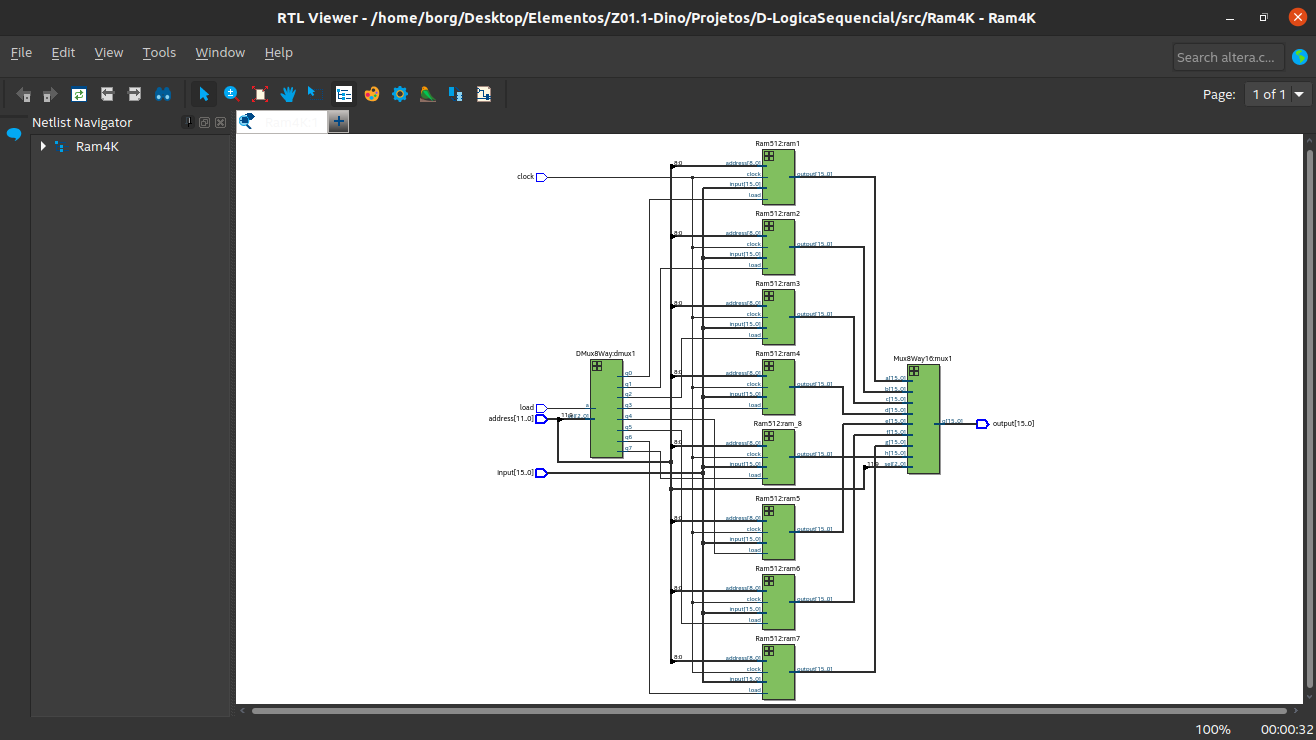 RTL Viewer - /home/borg/Desktop/Elementos/Z01.1-Dino/Projetos/D-LogicaSequencial/src/Ram4K - Ram4K
File Edit View Tools Window Help
Search altera.c...
Page: 1 of 1
Netlist Navigator
Ram4K:1
Ram4K
Ram512:ram1
8:0
address[8..0]
clock
input[15..0]
load
output[15..0]
clock
Ram512:ram2
8:0
address[8..0]
clock
input[15..0]
load
output[15..0]
Ram512:ram3
8:0
address[8..0]
clock
input[15..0]
load
output[15..0]
DMux8Way:dmux1
a
sel[2..0]
q0
q1
q2
q3
q4
q5
q6
q7
load
address[11..0]
input[15..0]
Ram512:ram4
8:0
address[8..0]
clock
input[15..0]
load
output[15..0]
Mux8Way16:mux1
a[15..0]
b[15..0]
c[15..0]
d[15..0]
e[15..0]
f[15..0]
g[15..0]
h[15..0]
sel[2..0]
q[15..0]
output[15..0]
Ram512:ram_8
8:0
address[8..0]
clock
input[15..0]
load
output[15..0]
Ram512:ram5
8:0
address[8..0]
clock
input[15..0]
load
output[15..0]
Ram512:ram6
8:0
address[8..0]
clock
input[15..0]
load
output[15..0]
Ram512:ram7
8:0
address[8..0]
clock
input[15..0]
load
output[15..0]
100% 00:00:32